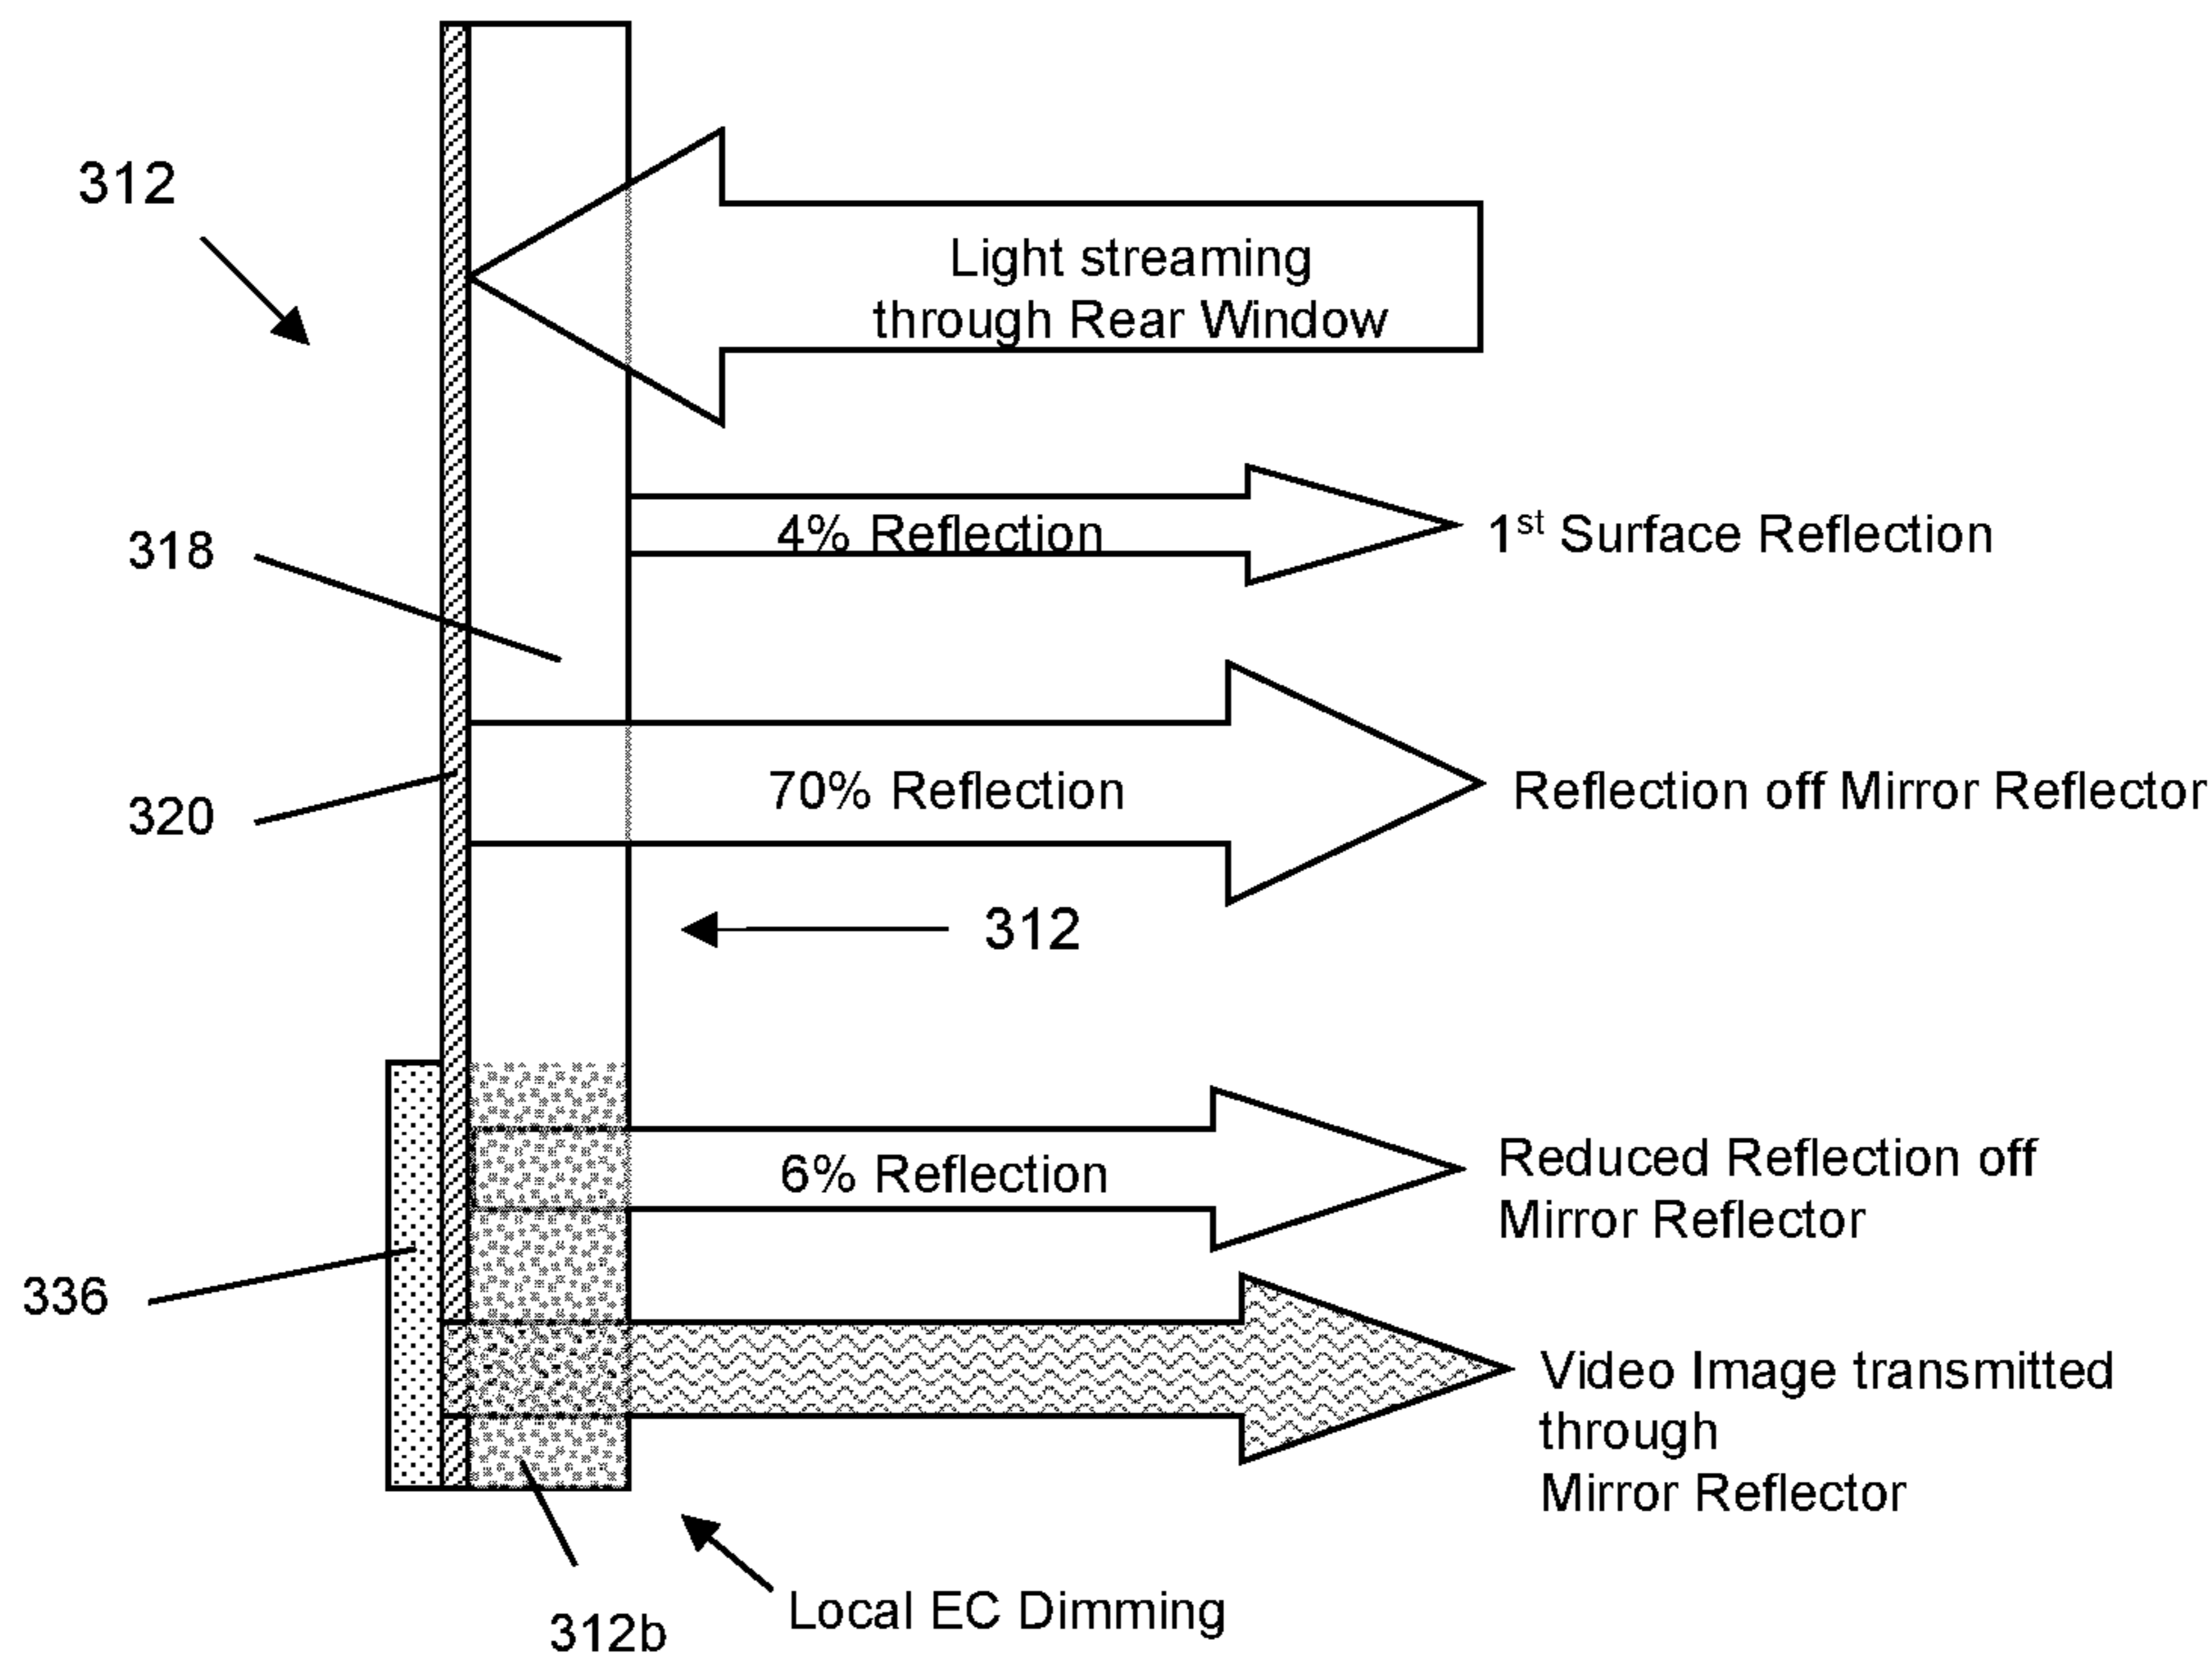 312
Light streaming
through Rear Window
318
4% Reflection
1st Surface Reflection
320
70% Reflection
Reflection off Mirror Reflector
312
6% Reflection
Reduced Reflection off
Mirror Reflector
336
Video Image transmitted
through
Mirror Reflector
312b
Local EC Dimming